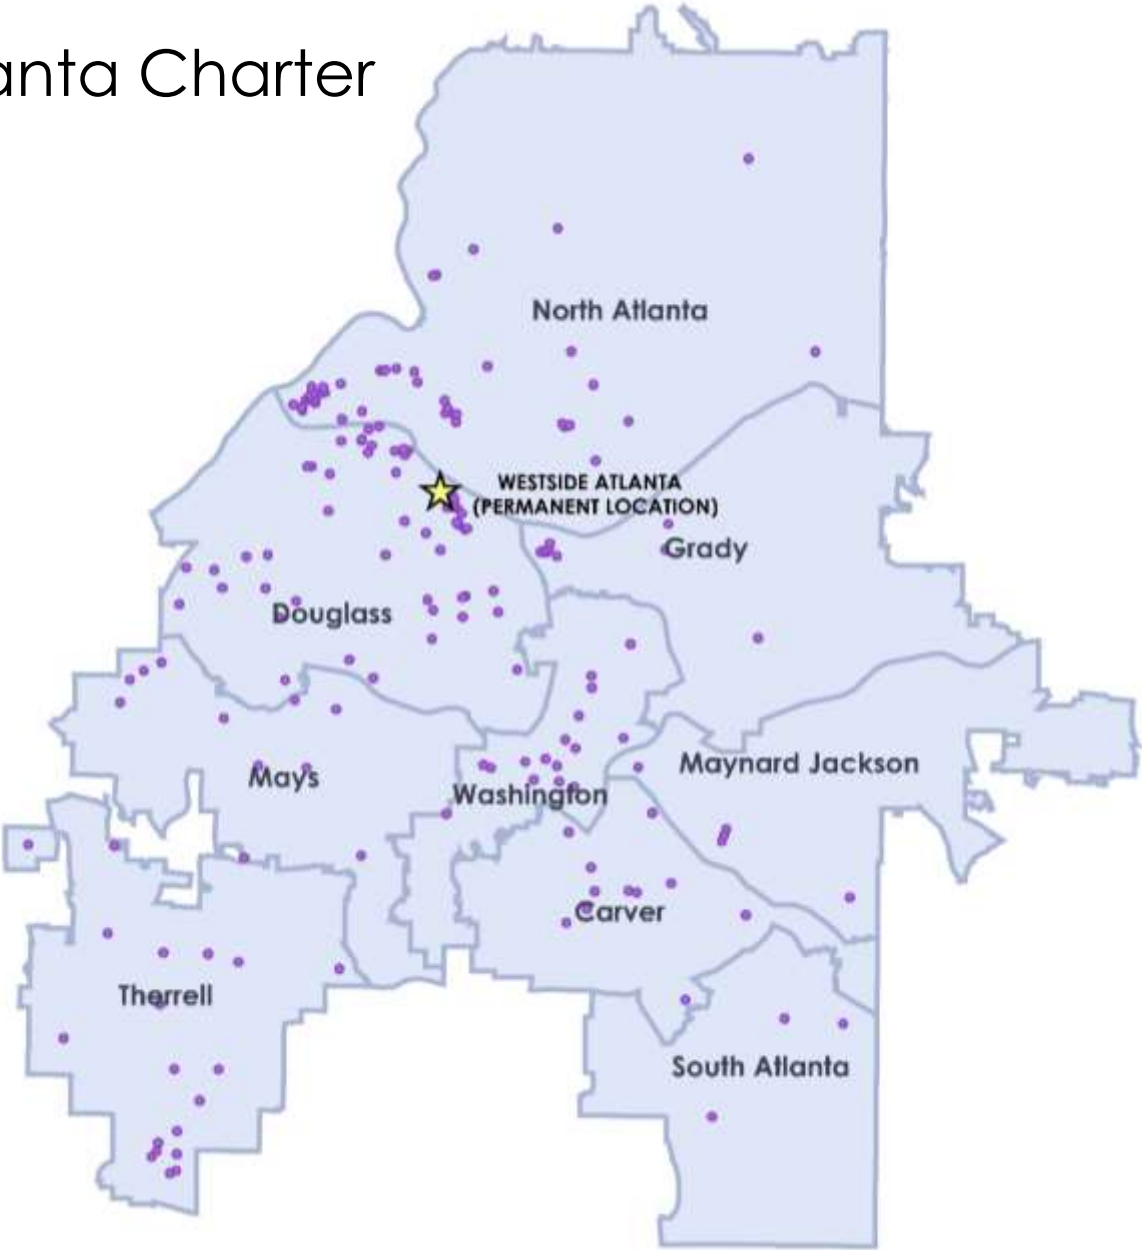 anta Charter
North Atlanta
WESTSIDE ATLANTA
(PERMANENT LOCATION)
Grady
Douglass
Maynard Jackson
Mays
Washington
Carver
Therrell
South Atlanta